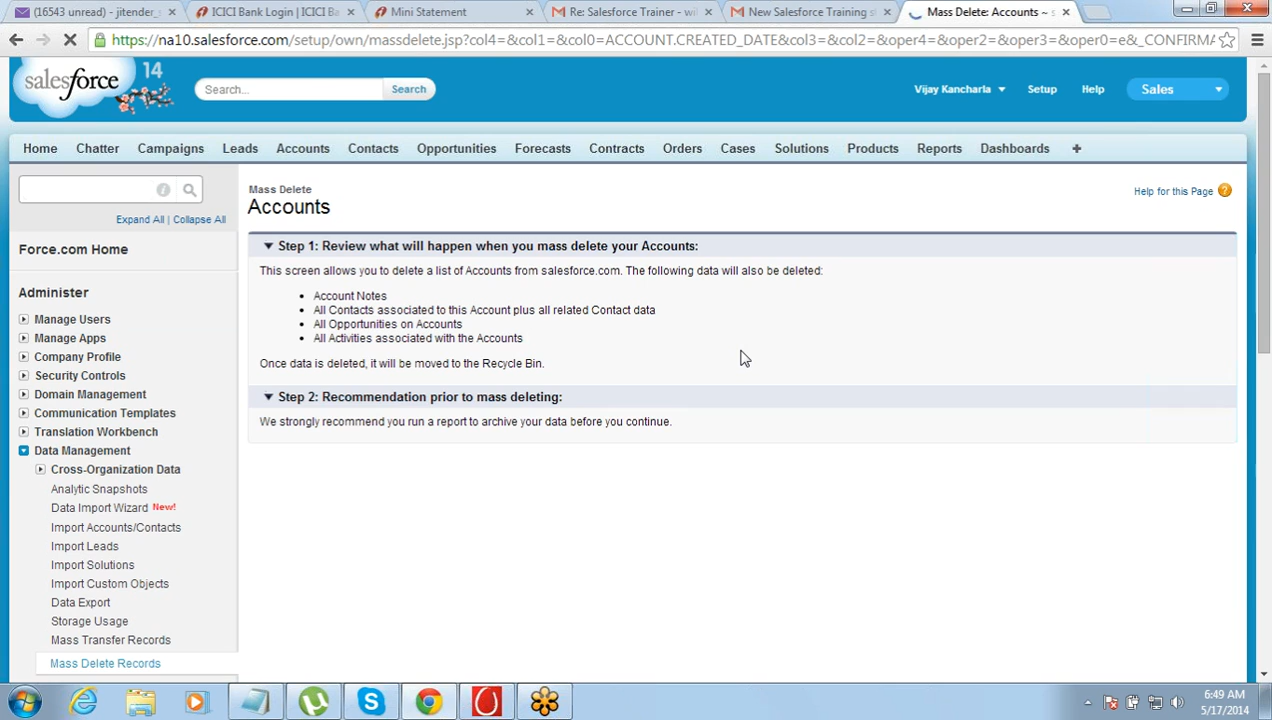 (16543 unread) - jitender_
ICICI Bank Login | ICICI B
Mini Statement
Re: Salesforce Trainer - wi
New Salesforce Training s
Mass Delete: Accounts ~ s
https://na10.salesforce.com/setup/own/massdelete.jsp?col4=&col1=&col0=ACCOUNT.CREATED_DATE&col3=&col2=&oper4=&oper2=&oper3=&oper0=e&_CONFIRMA
salesforce
14
Search...
Search
Vijay Kancharla
Setup
Help
Sales
Home
Chatter
Campaigns
Leads
Accounts
Contacts
Opportunities
Forecasts
Contracts
Orders
Cases
Solutions
Products
Reports
Dashboards
+
Expand All | Collapse All
Force.com Home
Administer
Manage Users
Manage Apps
Company Profile
Security Controls
Domain Management
Communication Templates
Translation Workbench
Data Management
Cross-Organization Data
Analytic Snapshots
Data Import Wizard New!
Import Accounts/Contacts
Import Leads
Import Solutions
Import Custom Objects
Data Export
Storage Usage
Mass Transfer Records
Mass Delete Records
Mass Delete
Accounts
Help for this Page ?
Step 1: Review what will happen when you mass delete your Accounts:
This screen allows you to delete a list of Accounts from salesforce.com. The following data will also be deleted:
• Account Notes
• All Contacts associated to this Account plus all related Contact data
• All Opportunities on Accounts
• All Activities associated with the Accounts
Once data is deleted, it will be moved to the Recycle Bin.
Step 2: Recommendation prior to mass deleting:
We strongly recommend you run a report to archive your data before you continue.
6:49 AM
5/17/2014